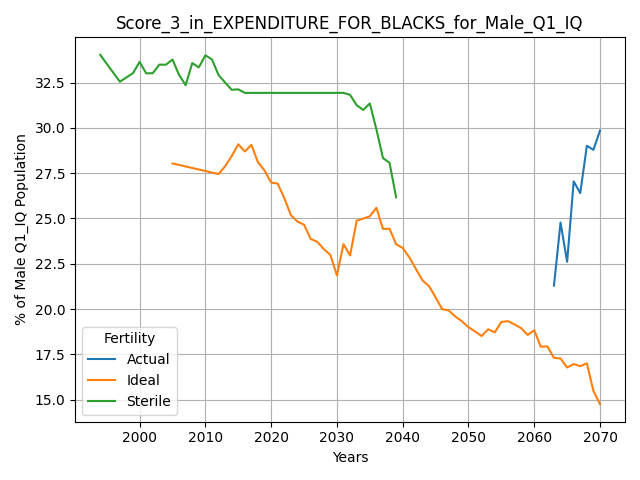 Score_3_in_EXPENDITURE_FOR_BLACKS_for_Male_Q1_IQ
% of Male Q1_IQ Population
32.5
30.0
27.5
25.0
22.5
20.0
17.5
15.0
Fertility
Actual
Ideal
Sterile
2000 2010 2020 2030 2040 2050 2060 2070
Years